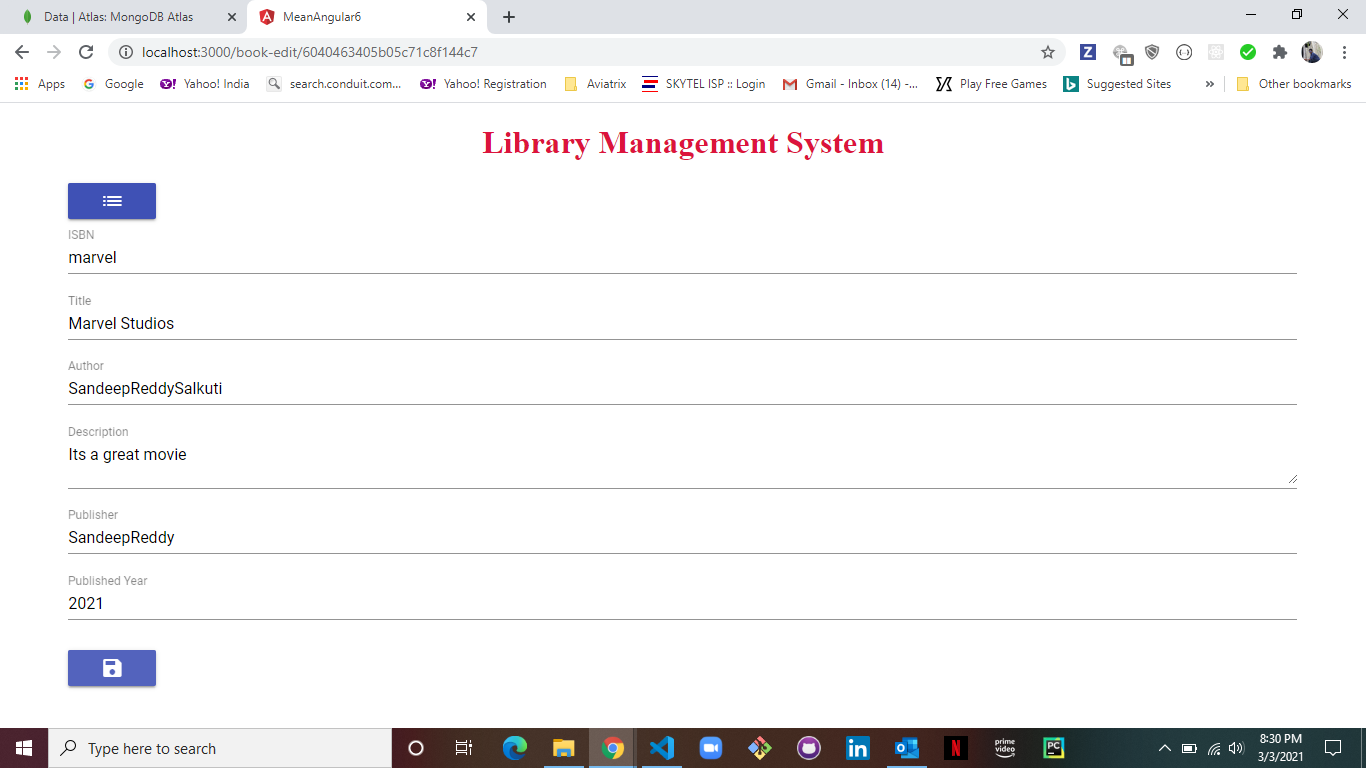 Data | Atlas: MongoDB Atlas
MeanAngular6
localhost:3000/book-edit/6040463405b05c71c8f144c7
Apps
Google
Yahoo! India
search.conduit.com...
Yahoo! Registration
Aviatrix
SKYTEL ISP :: Login
Gmail - Inbox (14) -...
Play Free Games
Suggested Sites
»
Other bookmarks
Library Management System
ISBN
marvel
Title
Marvel Studios
Author
SandeepReddySalkuti
Description
Its a great movie
Publisher
SandeepReddy
Published Year
2021
Type here to search
prime
video
8:30 PM
3/3/2021